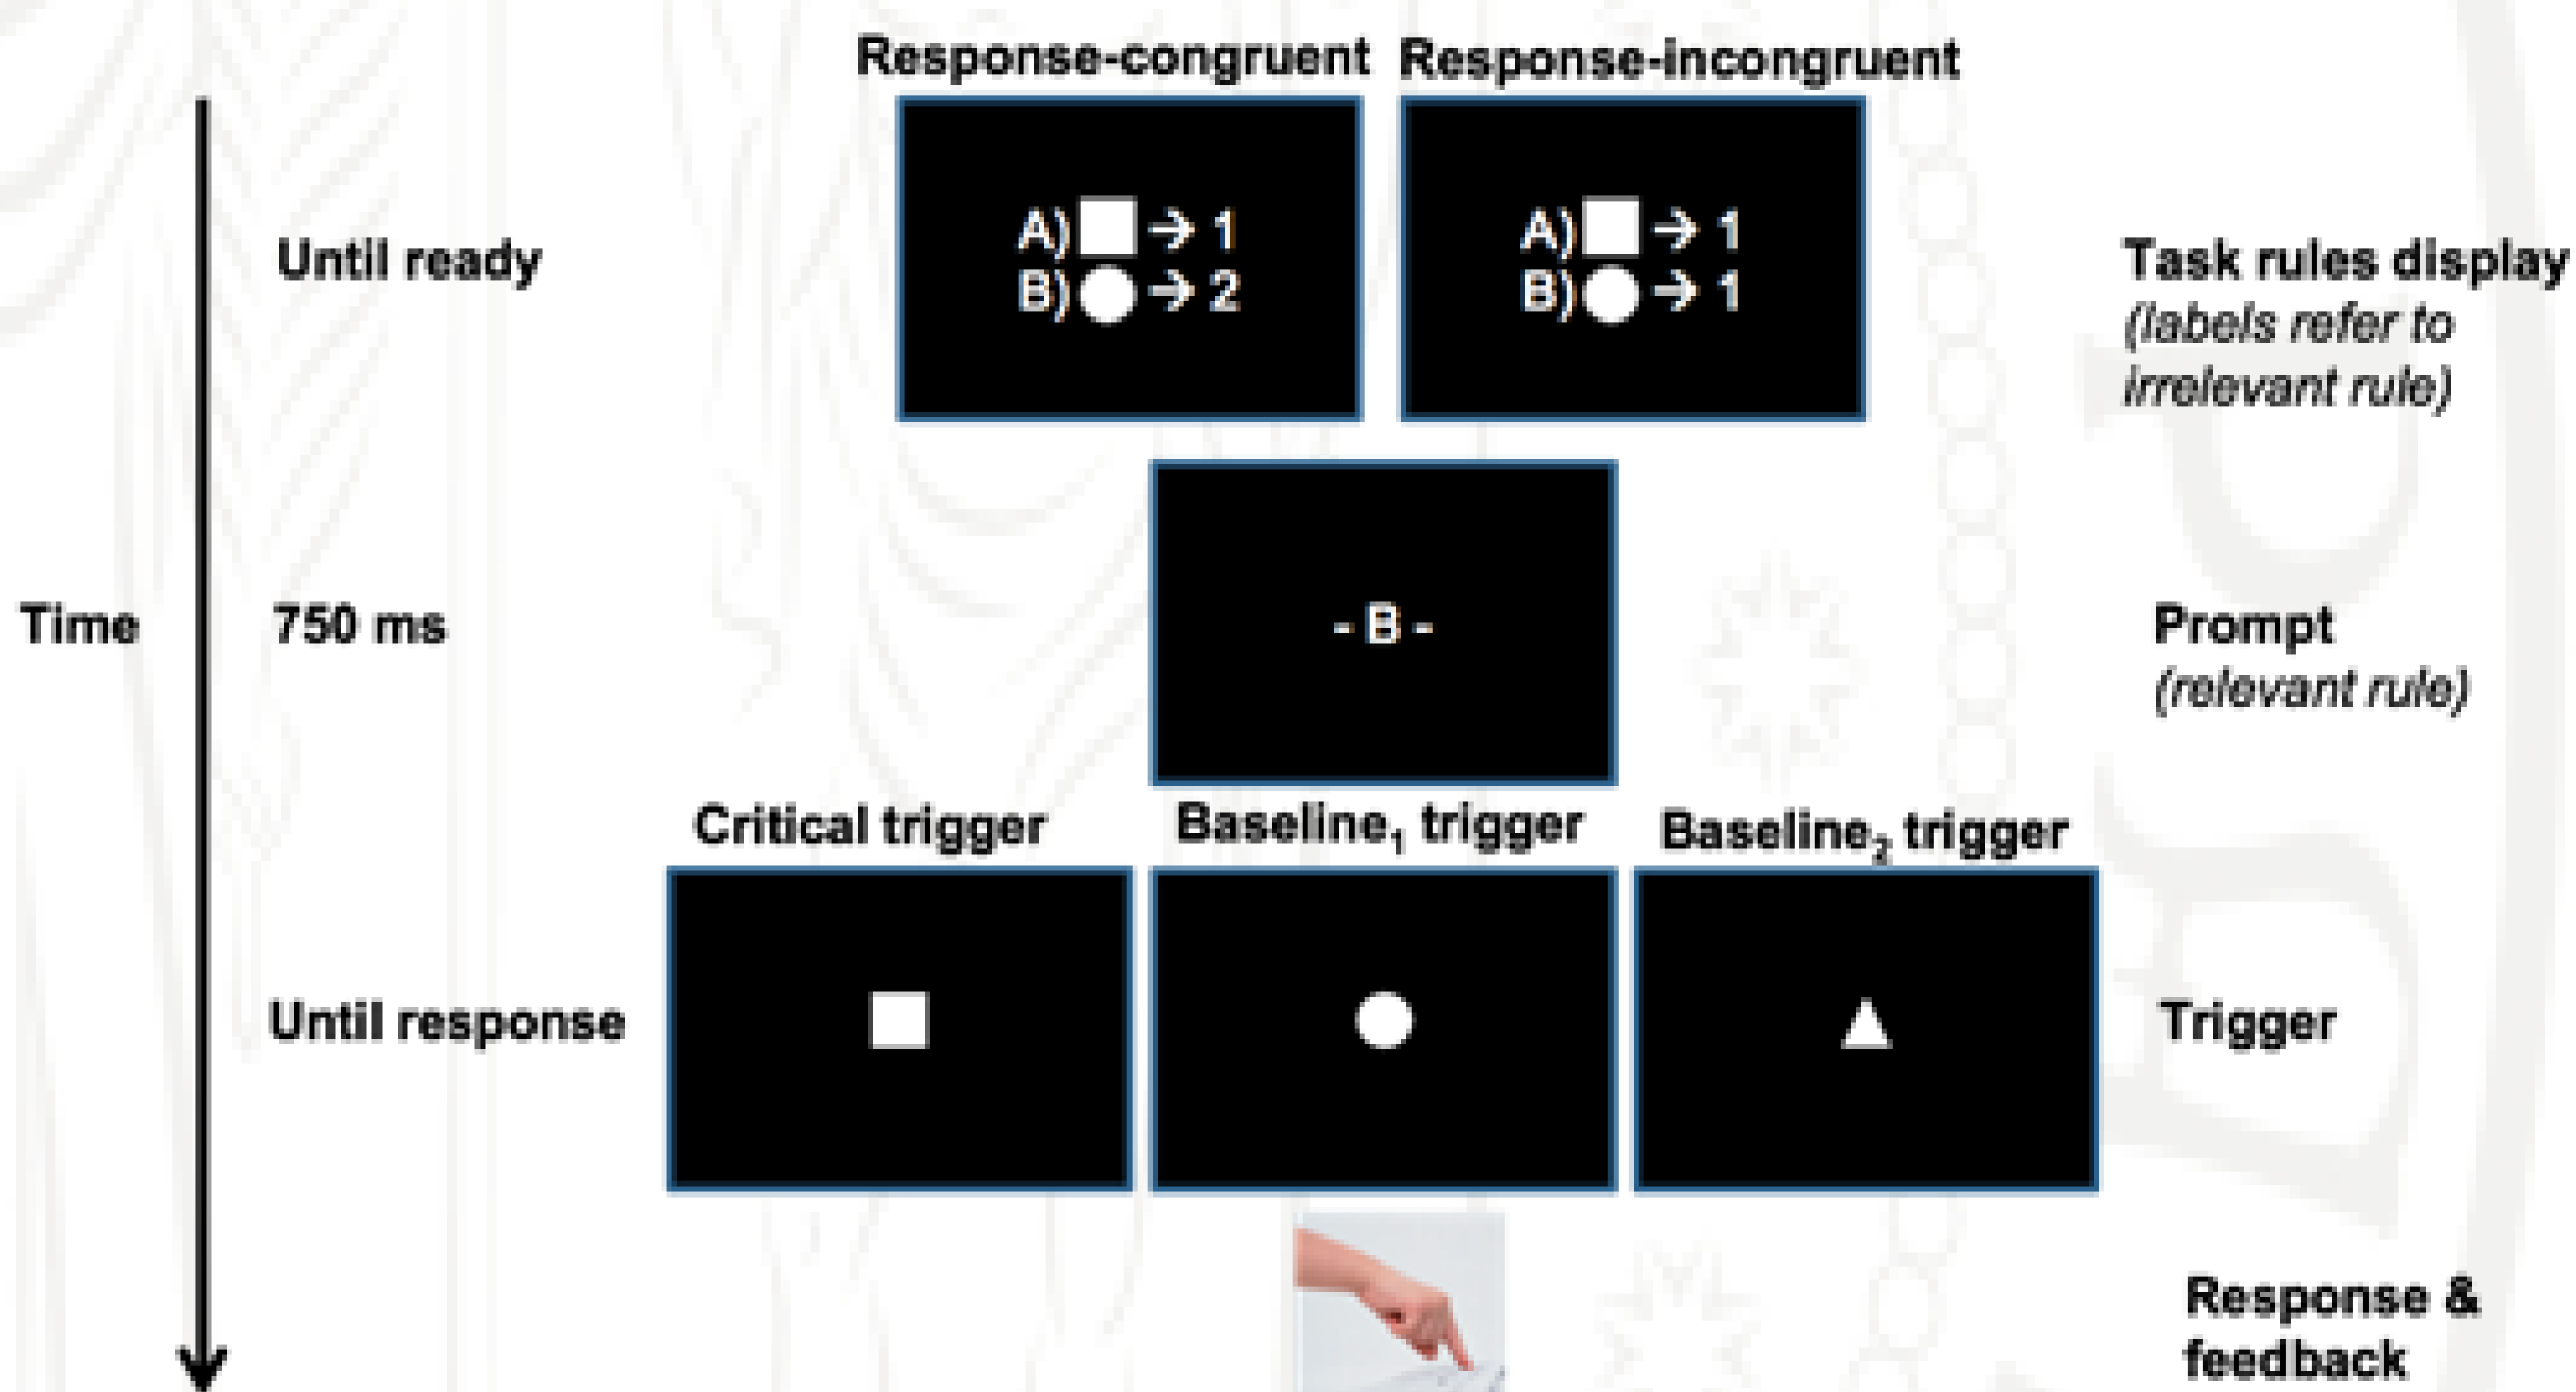 Response-congruent Response-incongruent
A) → 1
B) → 2
A) → 1
B) → 1
Until ready
Task rules display
(labels refer to
irrelevant rule)
Time
750 ms
- B -
Prompt
(relevant rule)
Critical trigger
Baseline₁ trigger
Baseline₂ trigger
Until response
Trigger
Response &
feedback